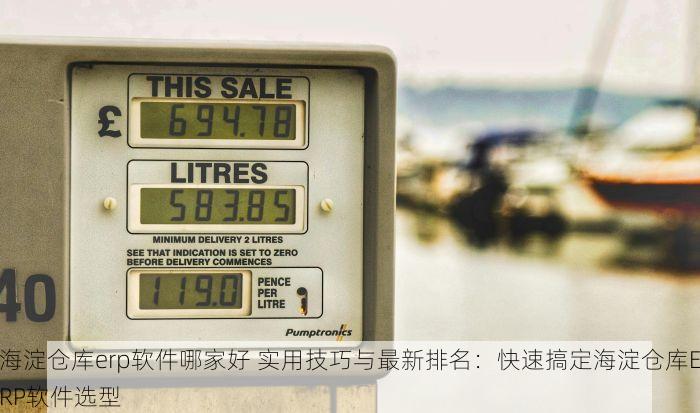 THIS SALE
£ 694.78
LITRES
583.85
MINIMUM DELIVERY 2 LITRES
SEE THAT INDICATION IS SET TO ZERO
BEFORE DELIVERY COMMENCES
119.0
PENCE
PER
LITRE
Pumptronics
40
海淀仓库erp软件哪家好 实用技巧与最新排名：快速搞定海淀仓库E
RP软件选型